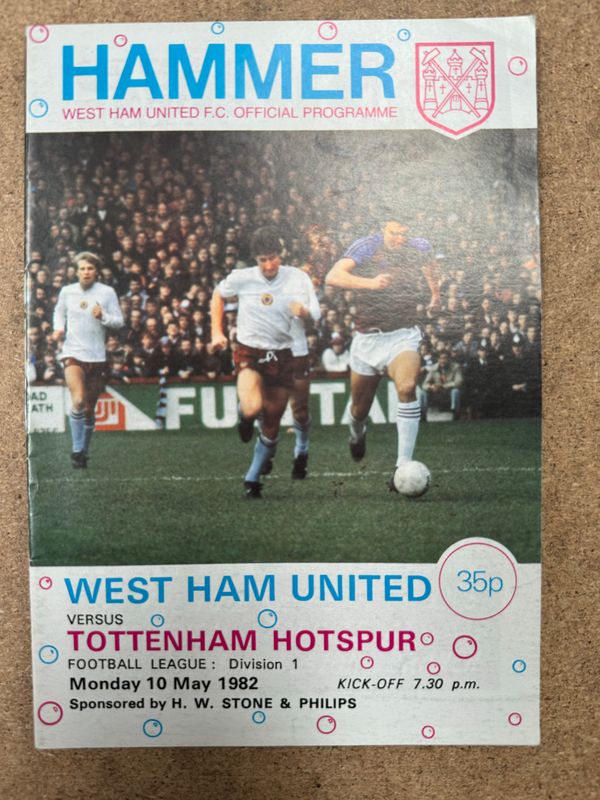 HAMMER
WEST HAM UNITED F.C. OFFICIAL PROGRAMME
FUJI
WEST HAM UNITED
35p
VERSUS
TOTTENHAM HOTSPUR
FOOTBALL LEAGUE: Division 1
Monday 10 May 1982
KICK-OFF 7.30 p.m.
Sponsored by H. W. STONE & PHILIPS